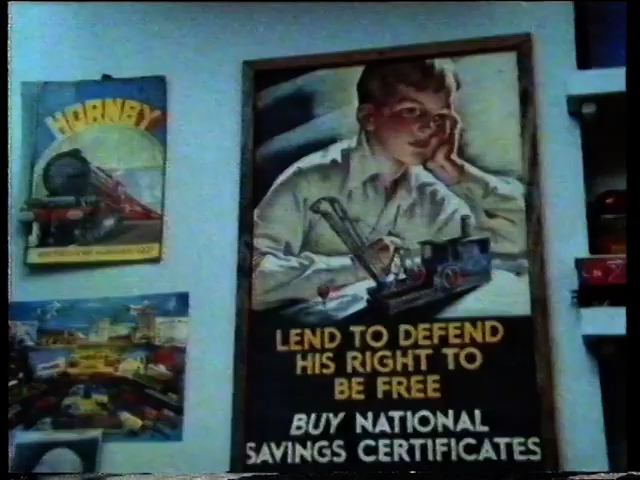 HORNBY
LEND TO DEFEND
HIS RIGHT TO
BE FREE
BUY NATIONAL
SAVINGS CERTIFICATES